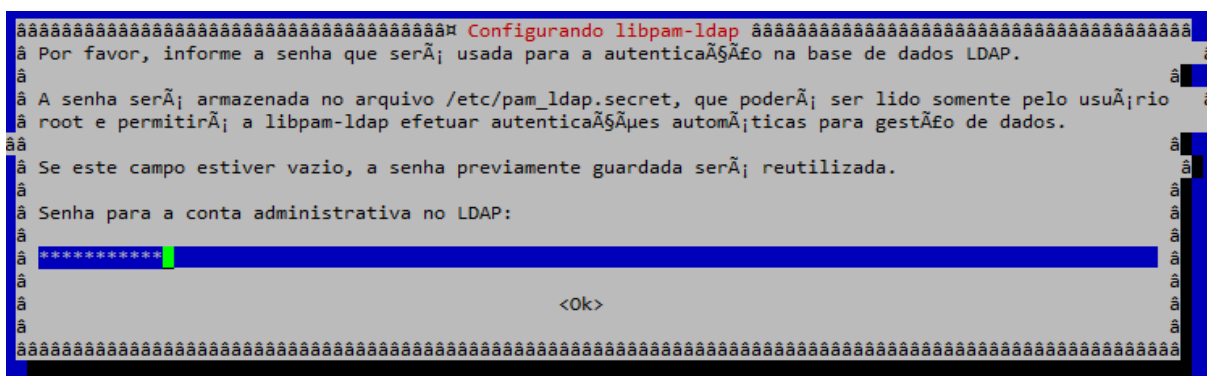 ââââââââââââââââââââââââââââââââââââââ¤ Configurando libpam-ldap âââââââââââââââââââââââââââââââââââââââ
â Por favor, informe a senha que serÃ¡ usada para a autenticaÃ§Ã£o na base de dados LDAP. â
â â
â A senha serÃ¡ armazenada no arquivo /etc/pam_ldap.secret, que poderÃ¡ ser lido somente pelo usuÃ¡rio â
â root e permitirÃ¡ a libpam-ldap efetuar autenticaÃ§Ãµes automÃ¡ticas para gestÃ£o de dados.
ââ â
â Se este campo estiver vazio, a senha previamente guardada serÃ¡ reutilizada. â
â â
â Senha para a conta administrativa no LDAP: â
â â
â *********** â
â â
â <Ok> â
â â
ââââââââââââââââââââââââââââââââââââââââââââââââââââââââââââââââââââââââââââââââââââââââââââââââââââââââ